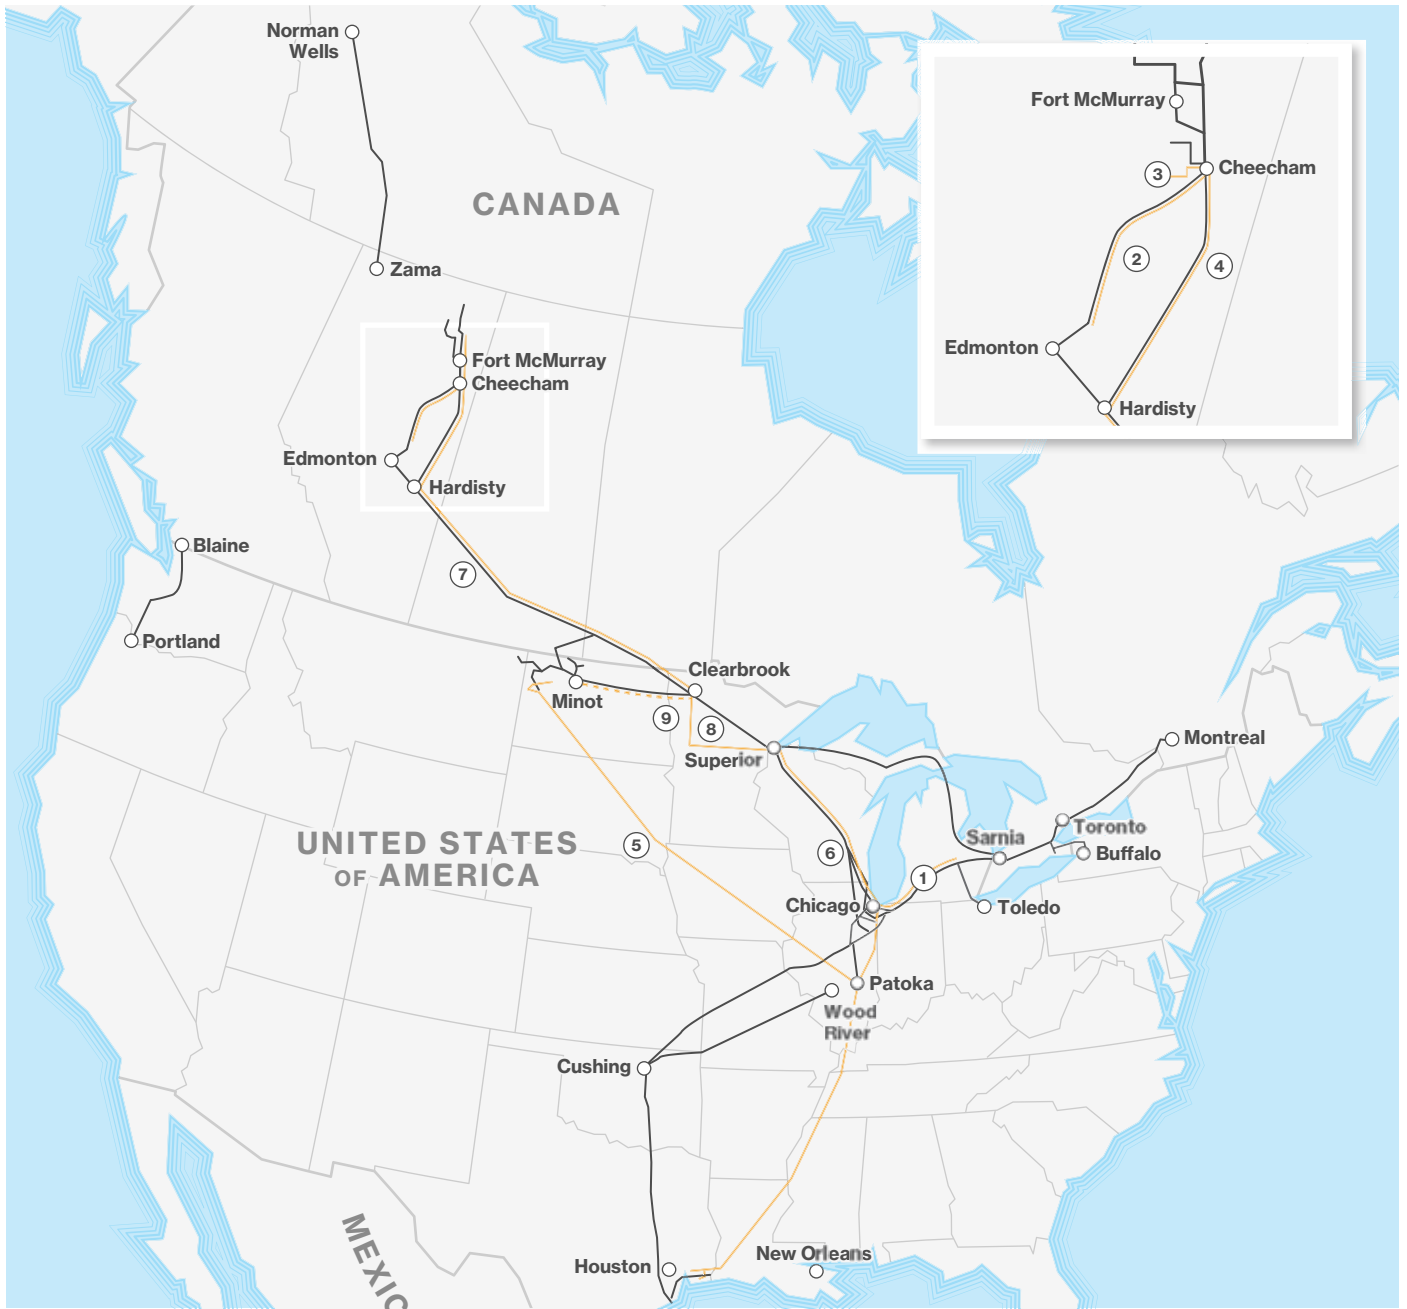 Norman
Wells
Fort McMurray
Cheecham
3
CANADA
2
4
Zama
Edmonton
Fort McMurray
Cheecham
Hardisty
Edmonton
Hardisty
Blaine
7
Portland
Clearbrook
Minot
9
8
Superior
Montreal
Toronto
Sarnia
UNITED STATES
OF AMERICA
5
6
Buffalo
1
Chicago
Toledo
Patoka
Wood
River
Cushing
MEXIC
New Orleans
Houston